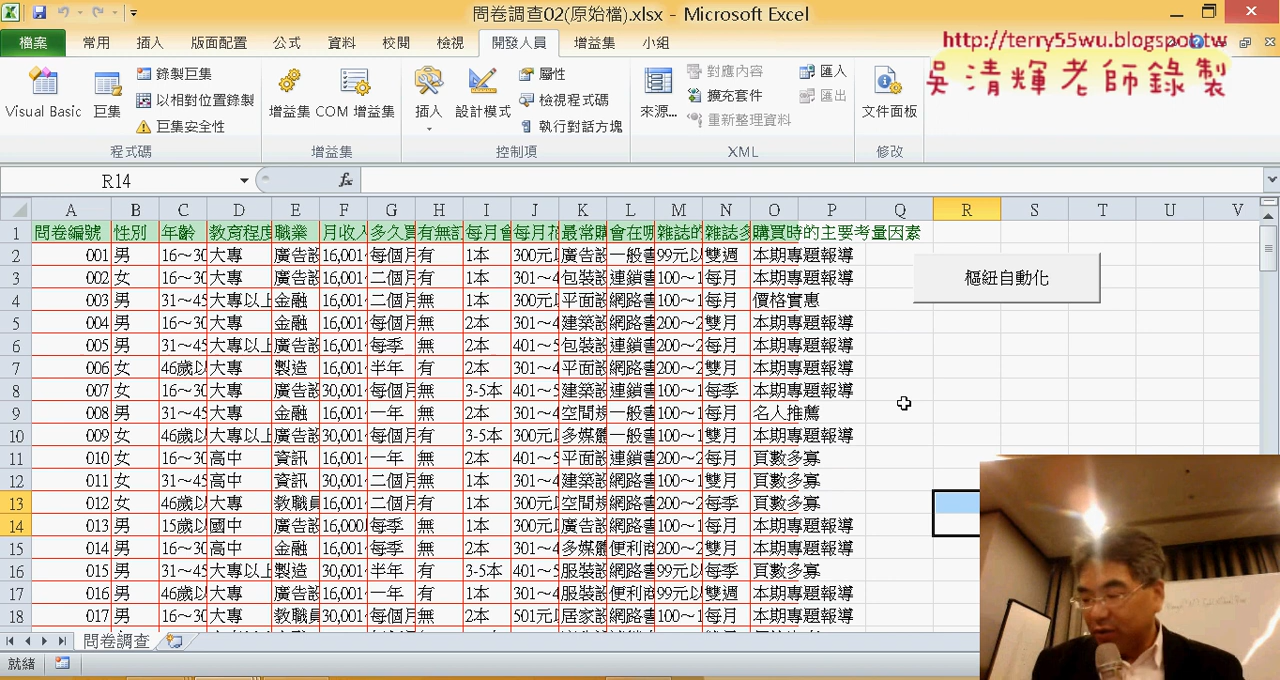 問卷調查02(原始檔).xlsx - Microsoft Excel
檔案 常用 插入 版面配置 公式 資料 校閱 檢視 開發人員 增益集 小組
http://terry55wu.blogspot.tw
吳清輝老師錄製
Visual Basic 巨集 錄製巨集 以相對位置錄製 巨集安全性
增益集 COM 增益集
插入 設計模式 屬性 檢視程式碼 執行對話方塊
來源... 對應內容 擴充套件 重新整理資料 匯入 匯出
文件面板
程式碼 增益集 控制項 XML 修改
R14 fx
A B C D E F G H I J K L M N O P Q R S T U V
1 問卷編號 性別 年齡 教育程度 職業 月收入 多久買 有無訂 每月會 每月花 最常購 會在哪 雜誌的 雜誌多 購買時的主要考量因素
2 001 男 16～30 大專 廣告設 16,001 每個月 有 1本 300元以 廣告設 一般書 99元以 雙週 本期專題報導
3 002 女 16～30 大專 包裝設 16,001 二個月 有 1本 301～4 包裝設 連鎖書 100～1 每月 本期專題報導
4 003 男 31～45 大專以上 金融 16,001 二個月 無 1本 300元以 平面設 網路書 100～1 每月 價格實惠
5 004 男 16～30 大專 金融 16,001 每個月 無 2本 301～4 建築設 網路書 200～2 雙月 本期專題報導
6 005 男 31～45 大專以上 廣告設 16,001 每季 無 2本 401～5 包裝設 連鎖書 200～2 雙月 本期專題報導
7 006 女 46歲以 大專 製造 16,001 半年 有 2本 301～4 平面設 網路書 200～2 雙月 本期專題報導
8 007 女 16～30 大專 廣告設 30,001 每個月 無 3-5本 401～5 建築設 連鎖書 100～1 每季 本期專題報導
9 008 男 31～45 大專 金融 16,001 一年 無 2本 301～4 空間規 一般書 100～1 每月 名人推薦
10 009 女 46歲以 大專以上 廣告設 30,001 每個月 有 3-5本 300元以 多媒體 一般書 100～1 雙月 本期專題報導
11 010 女 16～30 高中 資訊 16,001 一年 無 2本 401～5 平面設 連鎖書 200～2 雙月 頁數多寡
12 011 女 31～45 高中 資訊 30,001 二個月 無 1本 301～4 平面設 網路書 100～1 每月 頁數多寡
13 012 女 46歲以 大專 教職員 16,001 二個月 有 1本 500元以 空間規 網路書 200～2 每季 頁數多寡
14 013 男 15歲以 國中 廣告設 16,000 每季 無 1本 300元以 廣告設 網路書 100～1 每月 本期專題報導
15 014 男 16～30 高中 金融 16,001 每季 無 2本 301～4 多媒體 便利商 200～2 雙月 本期專題報導
16 015 男 31～45 大專以上 製造 30,001 半年 有 3-5本 401～5 服裝設 網路書 99元以 每季 頁數多寡
17 016 男 46歲以 大專 廣告設 16,001 一年 有 1本 301～4 服裝設 便利商 99元以 雙週 本期專題報導
18 017 男 16～30 大專 教職員 30,001 每個月 無 2本 501元以 居家設 網路書 100～1 每月 本期專題報導
樞紐自動化
問卷調查
就緒